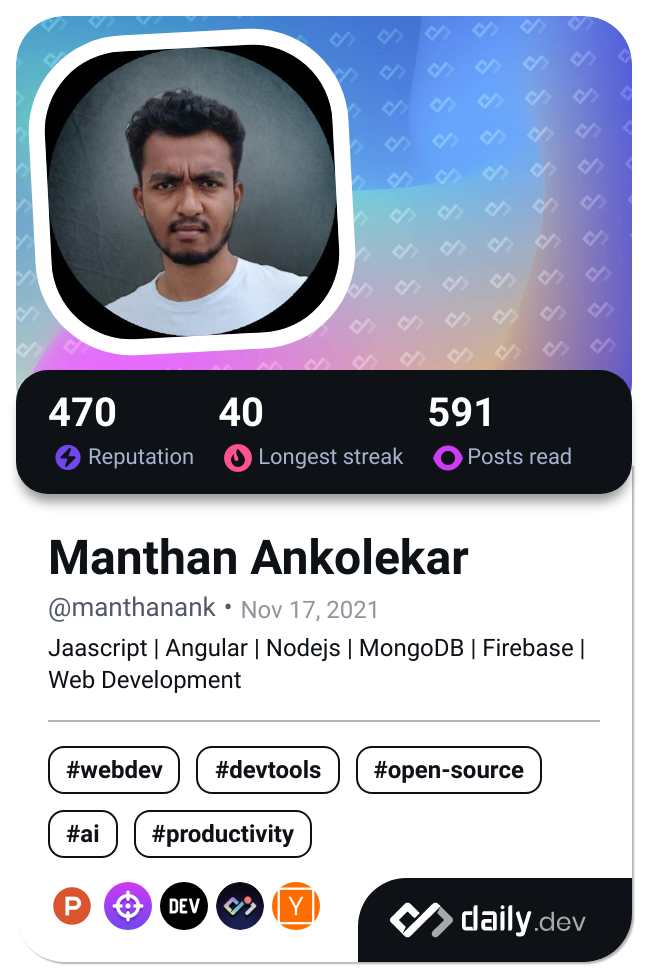 470 40 591
Reputation Longest streak Posts read
Manthan Ankolekar
@manthanank • Nov 17, 2021
Jaascript | Angular | Nodejs | MongoDB | Firebase |
Web Development
#webdev #devtools #open-source
#ai #productivity
P DEV Y
daily.dev